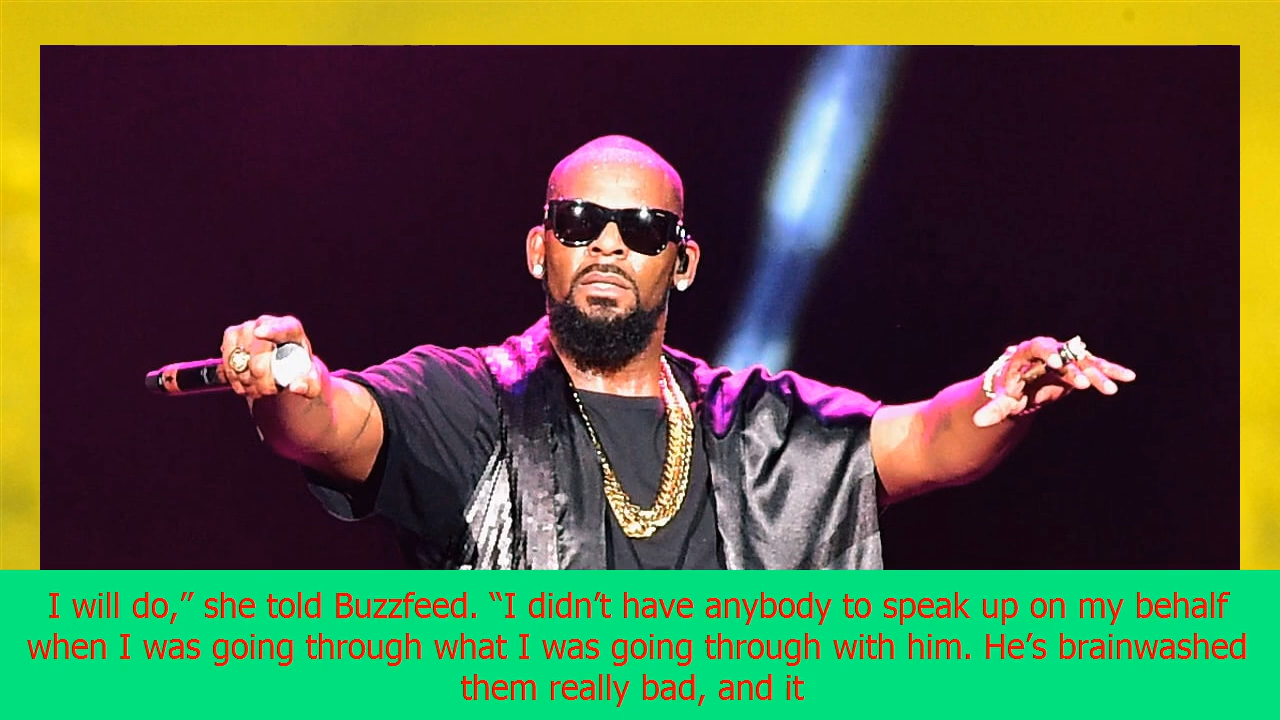 I will do,” she told Buzzfeed. “I didn’t have anybody to speak up on my behalf
when I was going through what I was going through with him. He’s brainwashed
them really bad, and it